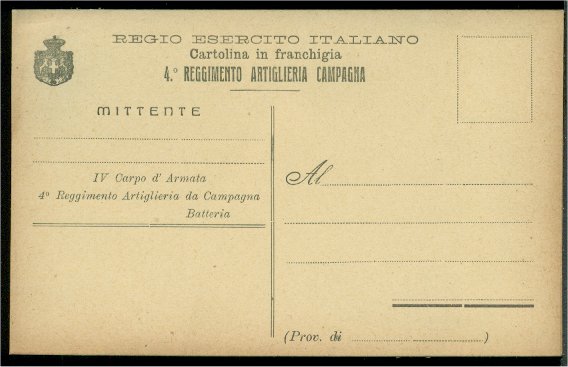 REGIO ESERCITO ITALIANO
Cartolina in franchigia
4.º REGGIMENTO ARTIGLIERIA CAMPAGNA
MITTENTE
IV Carpo d' Armata
4º Reggimento Artiglieria da Campagna
Batteria
Al
(Prov. di )